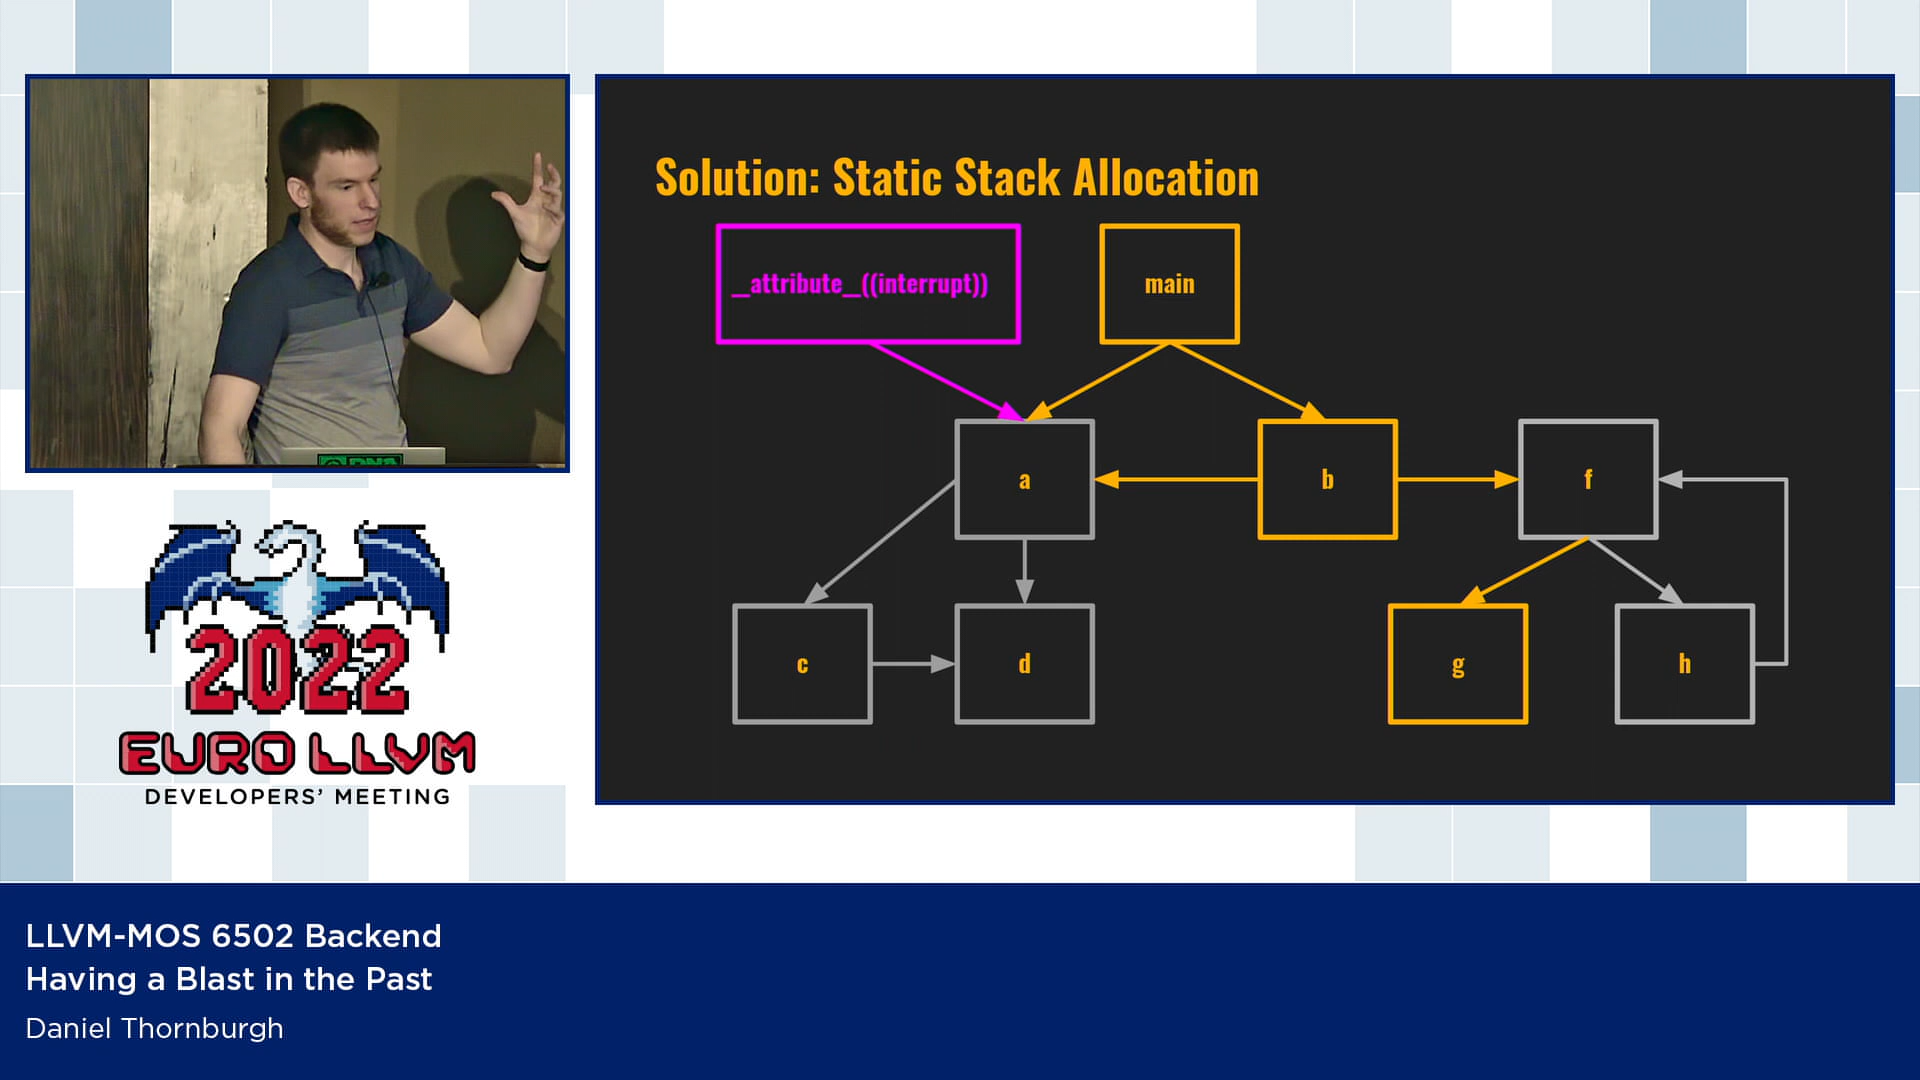 Solution: Static Stack Allocation
__attribute__((interrupt))
main
a
b
f
c
d
g
h
2022
EURO LLVM
DEVELOPERS' MEETING
LLVM-MOS 6502 Backend
Having a Blast in the Past
Daniel Thornburgh